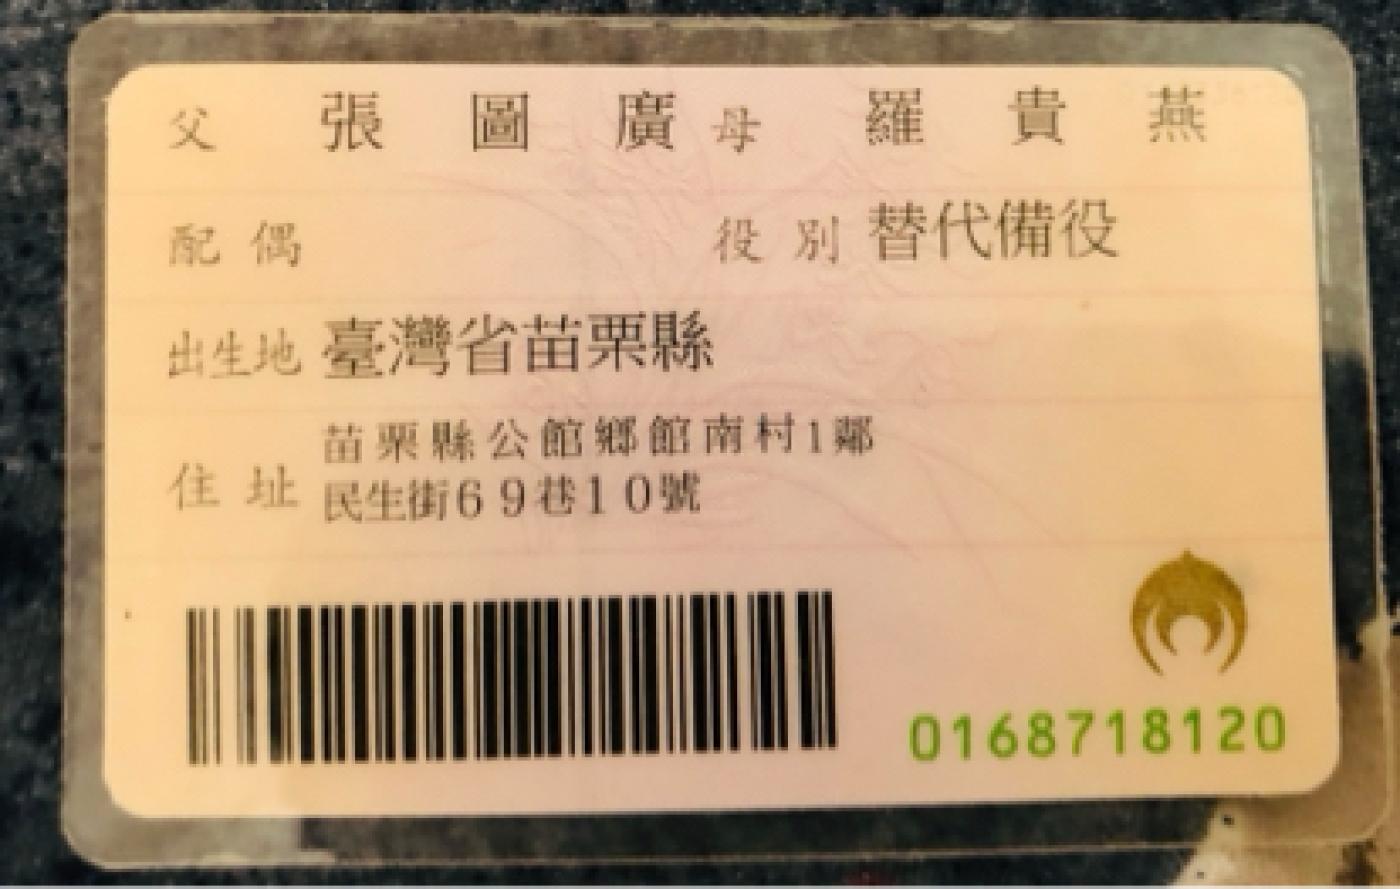 父 張圖廣 母 羅貴燕
配偶 役別 替代備役
出生地 臺灣省苗栗縣
住址 苗栗縣公館鄉館南村1鄰
民生街69巷10號
0168718120